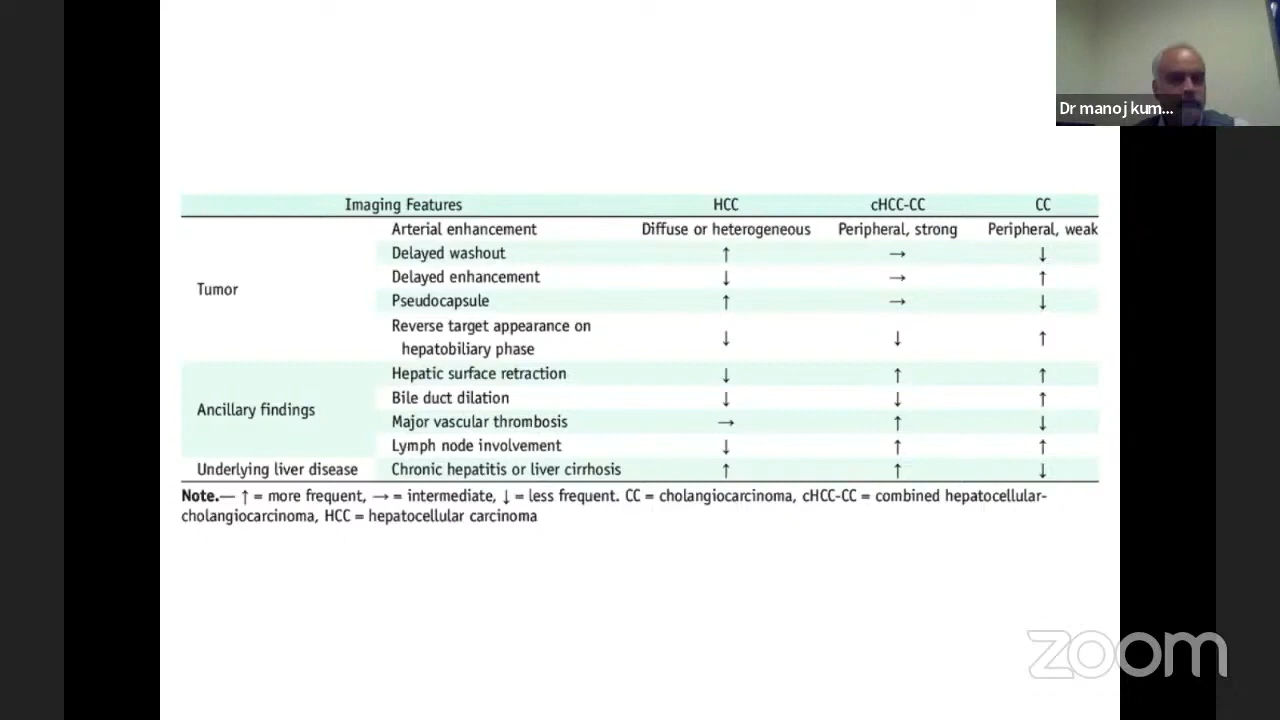 Dr manoj kum...
Imaging Features HCC cHCC-CC CC
Arterial enhancement Diffuse or heterogeneous Peripheral, strong Peripheral, weak
Delayed washout ↑ → ↓
Delayed enhancement ↓ → ↑
Tumor
Pseudocapsule ↑ → ↓
Reverse target appearance on
hepatobiliary phase ↓ ↓ ↑
Hepatic surface retraction ↓ ↑ ↑
Bile duct dilation ↓ ↓ ↑
Ancillary findings
Major vascular thrombosis → ↑ ↓
Lymph node involvement ↓ ↑ ↑
Underlying liver disease Chronic hepatitis or liver cirrhosis ↑ ↑ ↓
Note.— ↑ = more frequent, → = intermediate, ↓ = less frequent. CC = cholangiocarcinoma, cHCC-CC = combined hepatocellular-
cholangiocarcinoma, HCC = hepatocellular carcinoma
zoom